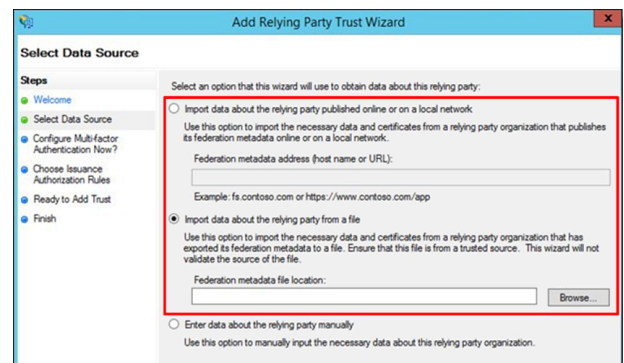 Add Relying Party Trust Wizard
x
Select Data Source
Steps
Welcome
Select Data Source
Configure Multi-factor
Authentication Now?
Choose Issuance
Authorization Rules
Ready to Add Trust
Finish
Select an option that this wizard will use to obtain data about this relying party:
Import data about the relying party published online or on a local network
Use this option to import the necessary data and certificates from a relying party organization that publishes
its federation metadata online or on a local network.
Federation metadata address (host name or URL):
Example: fs.contoso.com or https://www.contoso.com/app
Import data about the relying party from a file
Use this option to import the necessary data and certificates from a relying party organization that has
exported its federation metadata to a file. Ensure that this file is from a trusted source. This wizard will not
validate the source of the file.
Federation metadata file location:
Browse...
Enter data about the relying party manually
Use this option to manually input the necessary data about this relying party organization.